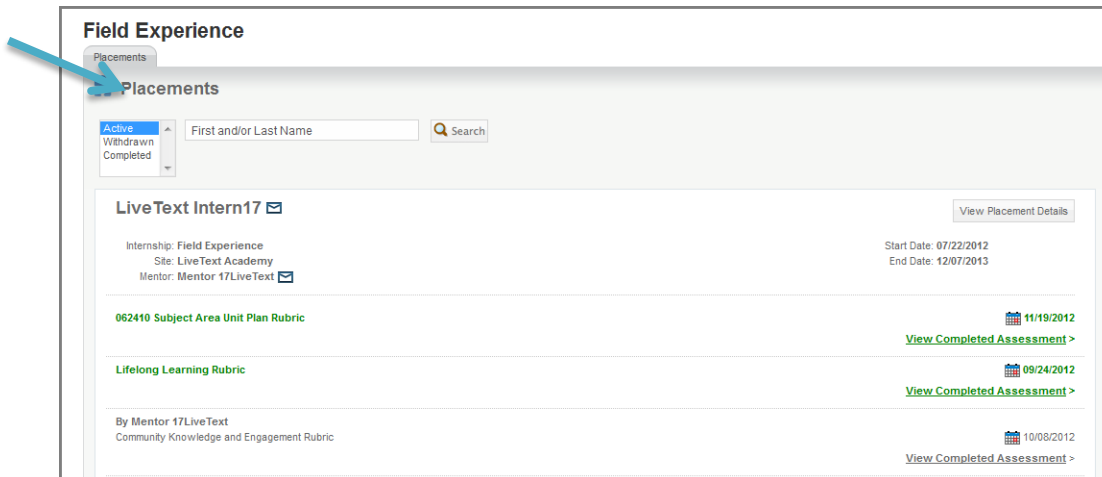 Field Experience
Placements
Placements
Active
Withdrawn
Completed
First and/or Last Name
Search
LiveText Intern17
View Placement Details
Internship: Field Experience
Start Date: 07/22/2012
Site: LiveText Academy
End Date: 12/07/2013
Mentor: Mentor 17LiveText
062410 Subject Area Unit Plan Rubric
11/19/2012
View Completed Assessment >
Lifelong Learning Rubric
09/24/2012
View Completed Assessment >
By Mentor 17LiveText
Community Knowledge and Engagement Rubric
10/08/2012
View Completed Assessment >